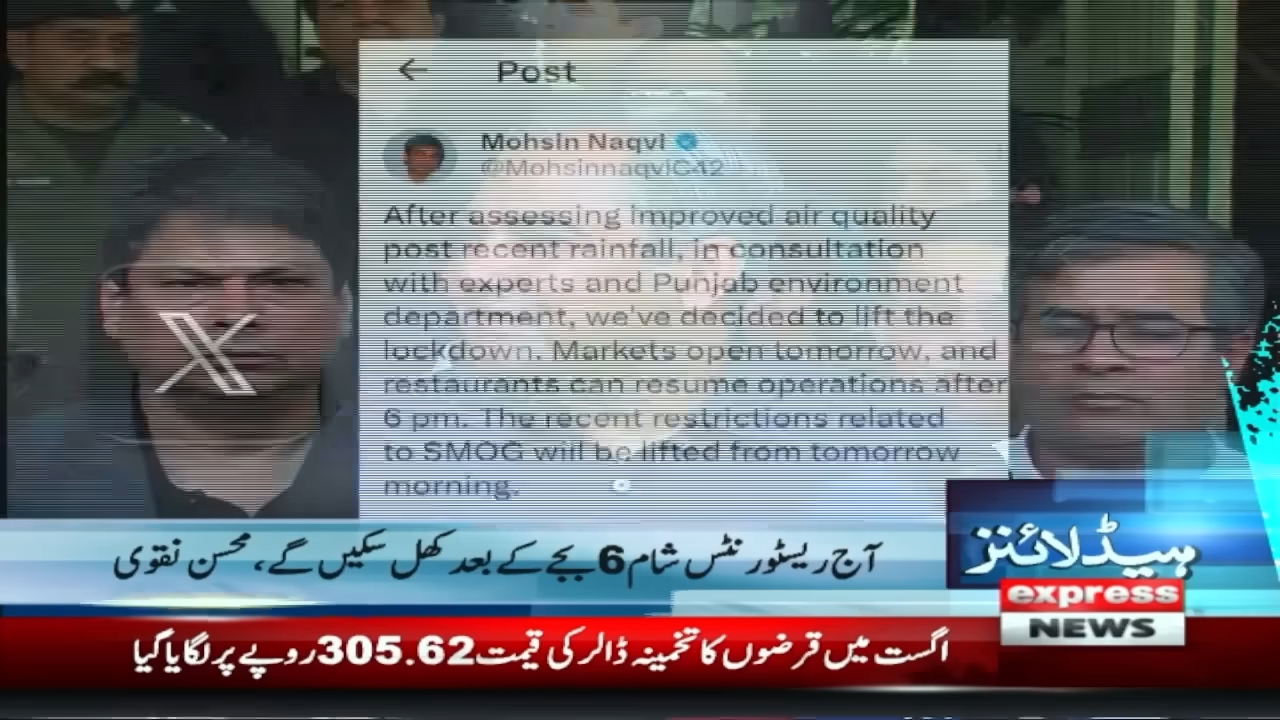 Post
Mohsin Naqvi
@MohsinnaqviC42
After assessing improved air quality
post recent rainfall, in consultation
with experts and Punjab environment
department, we've decided to lift the
lockdown. Markets open tomorrow, and
restaurants can resume operations after
6 pm. The recent restrictions related
to SMOG will be lifted from tomorrow
morning.
آج ریسٹورنٹس شام 6 بجے کے بعد کھل سکیں گے، محسن نقوی
ہیڈلائنز
express
NEWS
اگست میں قرضوں کا تخمینہ ڈالر کی قیمت 305.62 روپے پر لگایا گیا